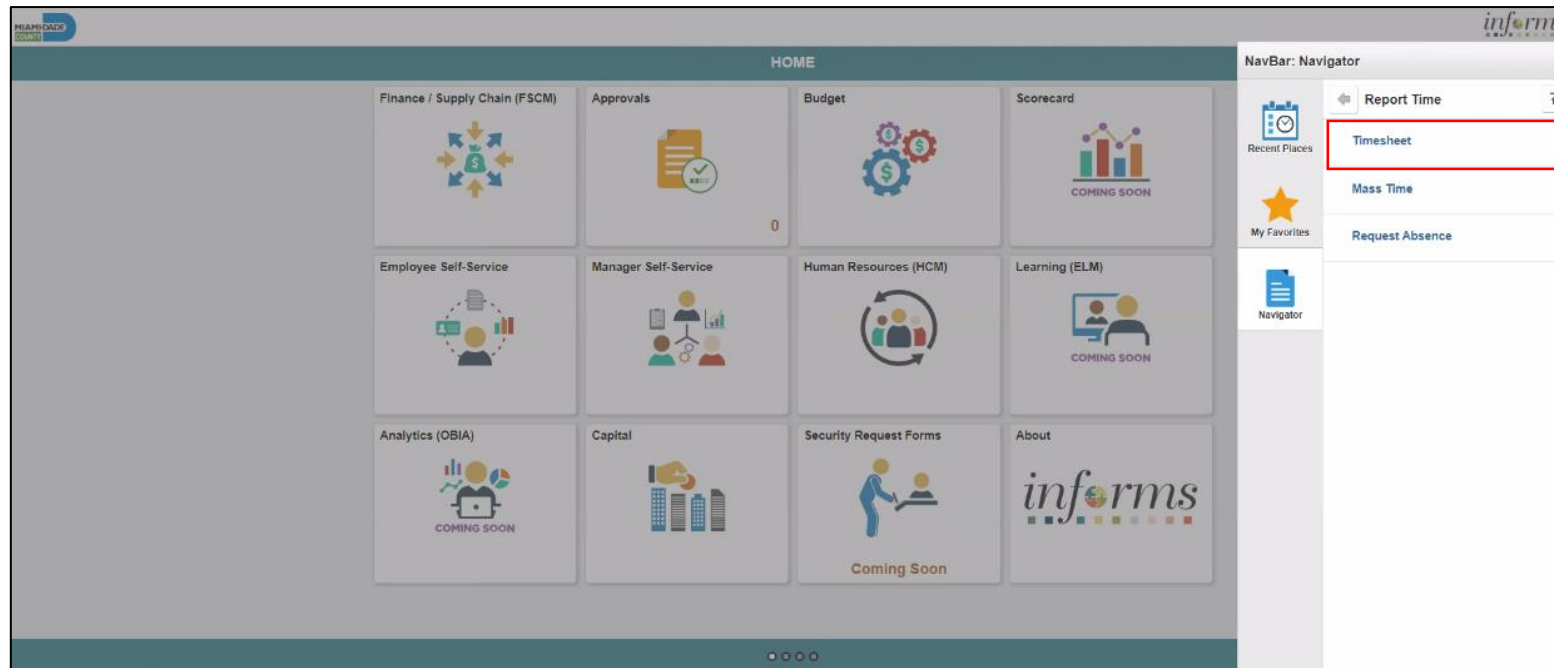 MIAMI-DADE
COUNTY
inform
HOME
NavBar: Navigator
Finance / Supply Chain (FSCM)
Approvals
Budget
Scorecard
COMING SOON
0
Employee Self-Service
Manager Self-Service
Human Resources (HCM)
Learning (ELM)
COMING SOON
Analytics (OBIA)
COMING SOON
Capital
Security Request Forms
Coming Soon
About
informs
Recent Places
My Favorites
Navigator
Report Time
Timesheet
Mass Time
Request Absence